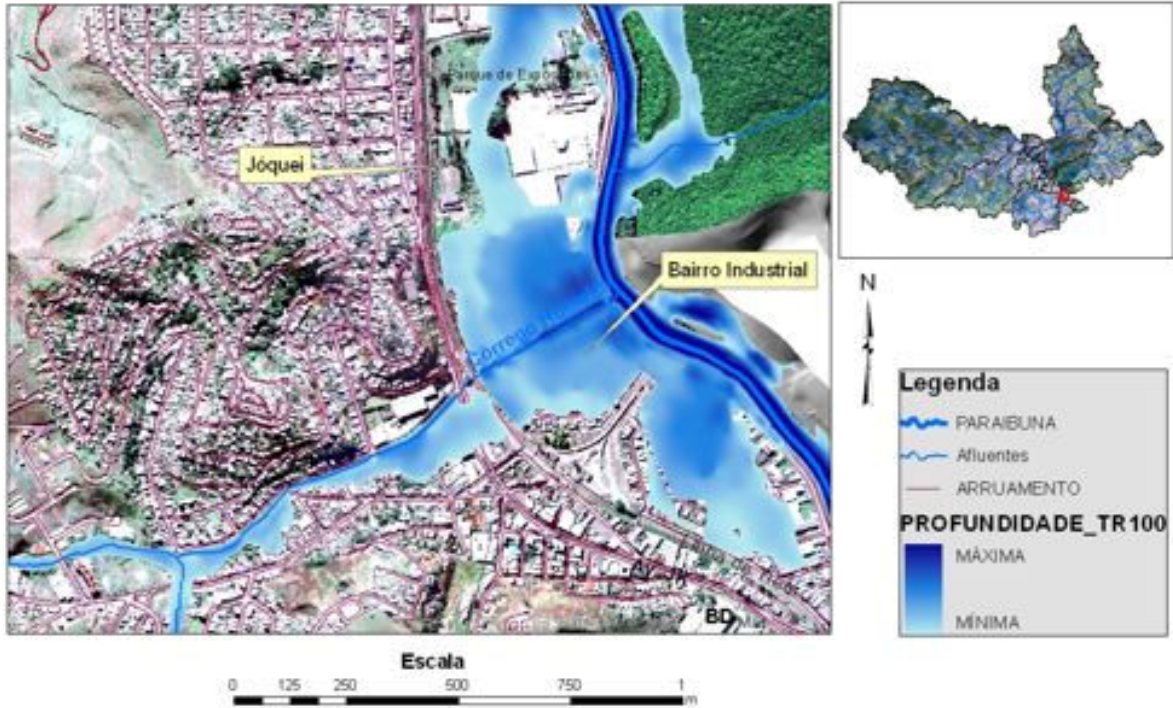 Parque de Exposições
Jóquei
Bairro Industrial
Córrego
N
Legenda
PARAIBUNA
Afluentes
ARRUAMENTO
PROFUNDIDADE_TR100
MÁXIMA
MÍNIMA
BD
Escala
0 125 250 500 750 1
m